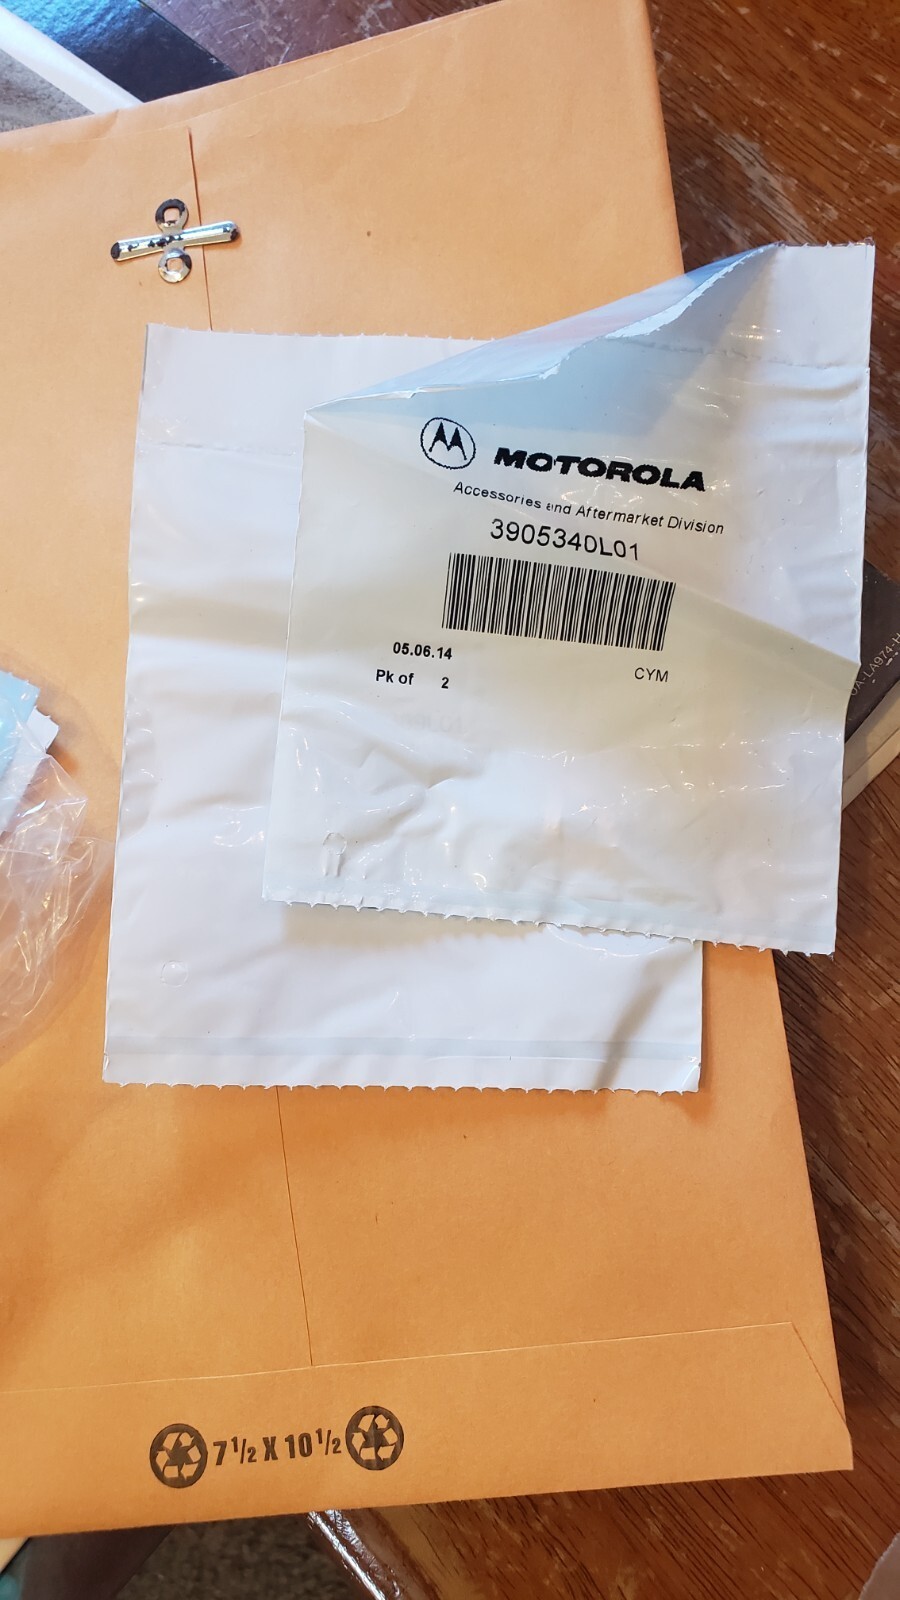 MOTOROLA
Accessories and Aftermarket Division
3905340L01
05.06.14
CYM
Pk of 2
7 1/2 X 10 1/2